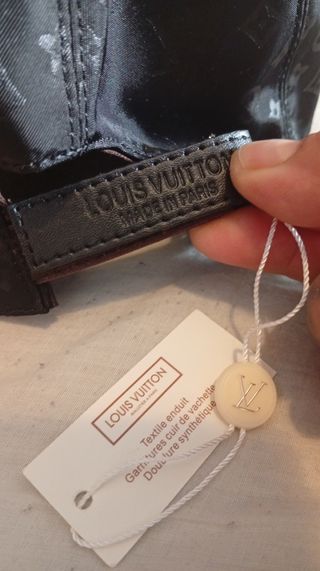 LOUIS VUITTON
MADE IN PARIS
LOUIS VUITTON
Textile enduit
Garnitures cuir de vachette
Doublure synthétique
LV